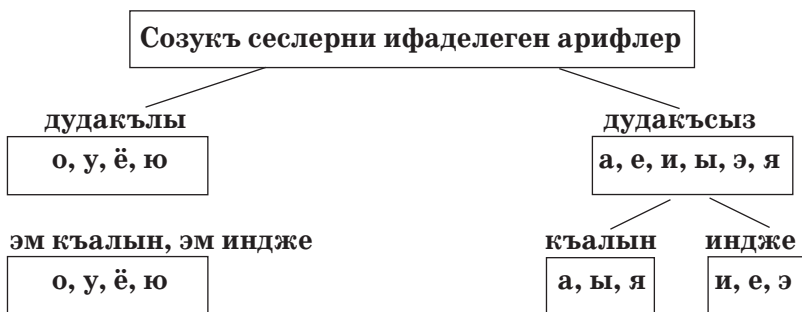 Созукъ сеслерни ифаделеген арифлер
дудакълы дудакъсыз
о, у, ё, ю а, е, и, ы, э, я
эм къалын, эм индже къалын индже
о, у, ё, ю а, ы, я и, е, э